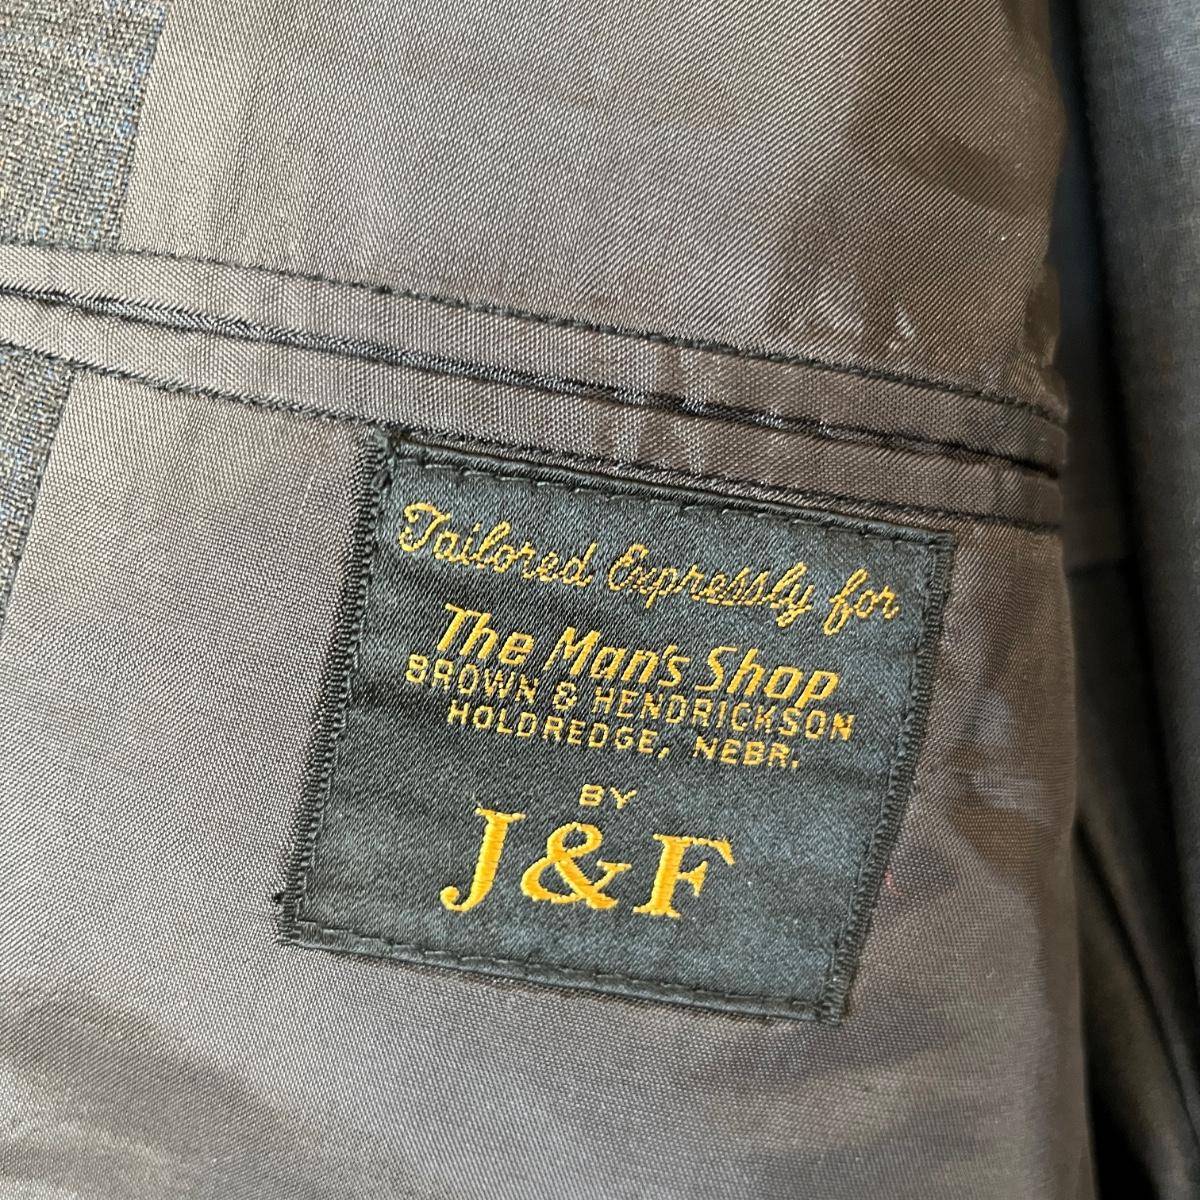 Tailored Expressly for
The Man's Shop
BROWN & HENDRICKSON
HOLDREDGE, NEBR.
BY
J&F